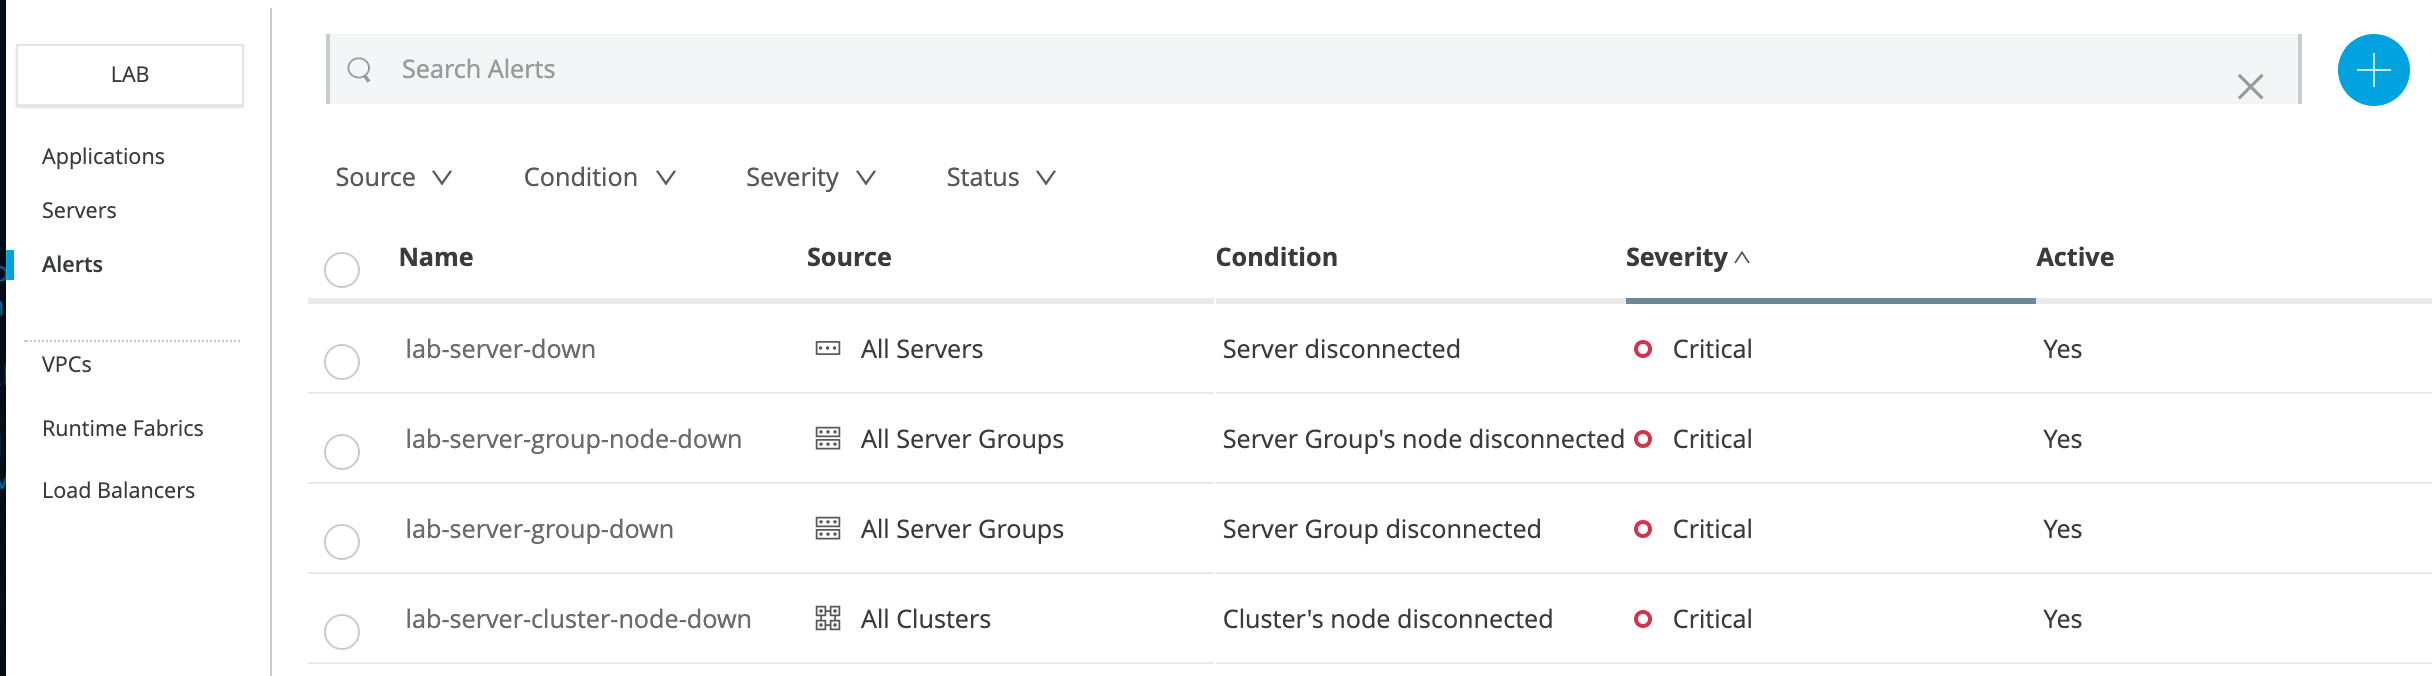 LAB
Applications
Servers
Alerts
VPCs
Runtime Fabrics
Load Balancers
Search Alerts
Source Condition Severity Status
Name Source Condition Severity Active
lab-server-down All Servers Server disconnected Critical Yes
lab-server-group-node-down All Server Groups Server Group's node disconnected Critical Yes
lab-server-group-down All Server Groups Server Group disconnected Critical Yes
lab-server-cluster-node-down All Clusters Cluster's node disconnected Critical Yes